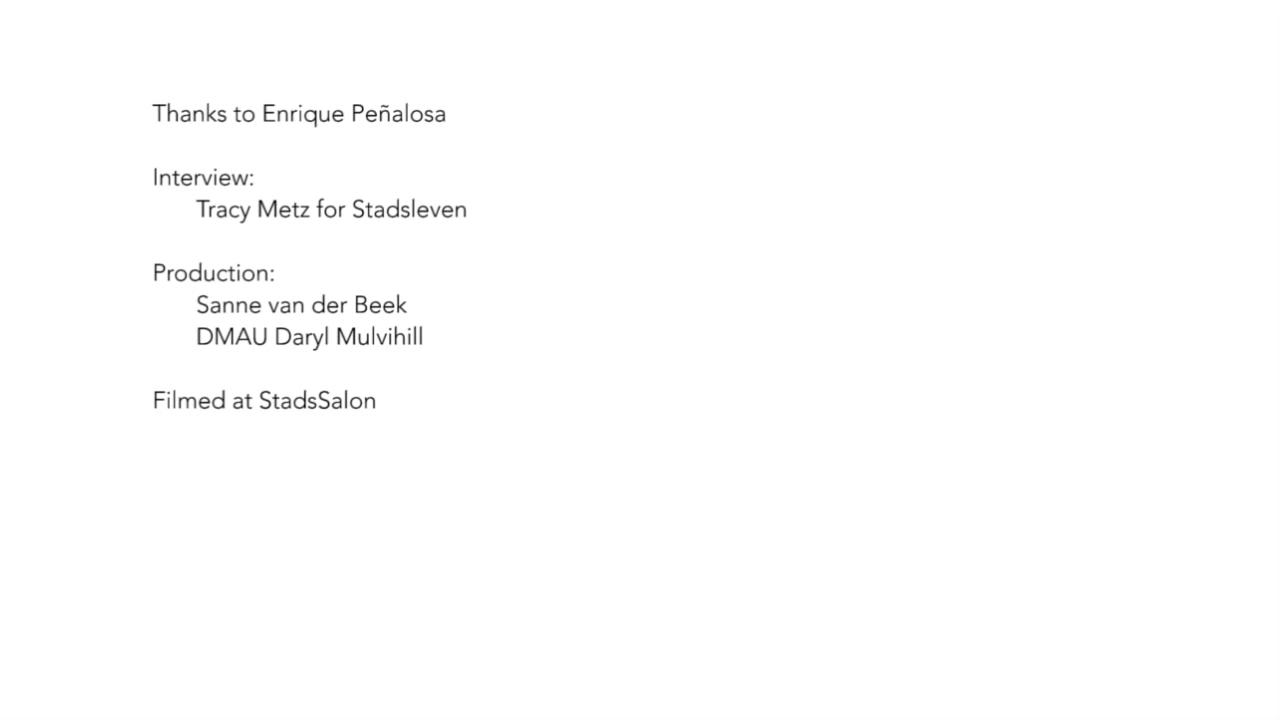 Thanks to Enrique Peñalosa
Interview:
Tracy Metz for Stadsleven
Production:
Sanne van der Beek
DMAU Daryl Mulvihill
Filmed at StadsSalon